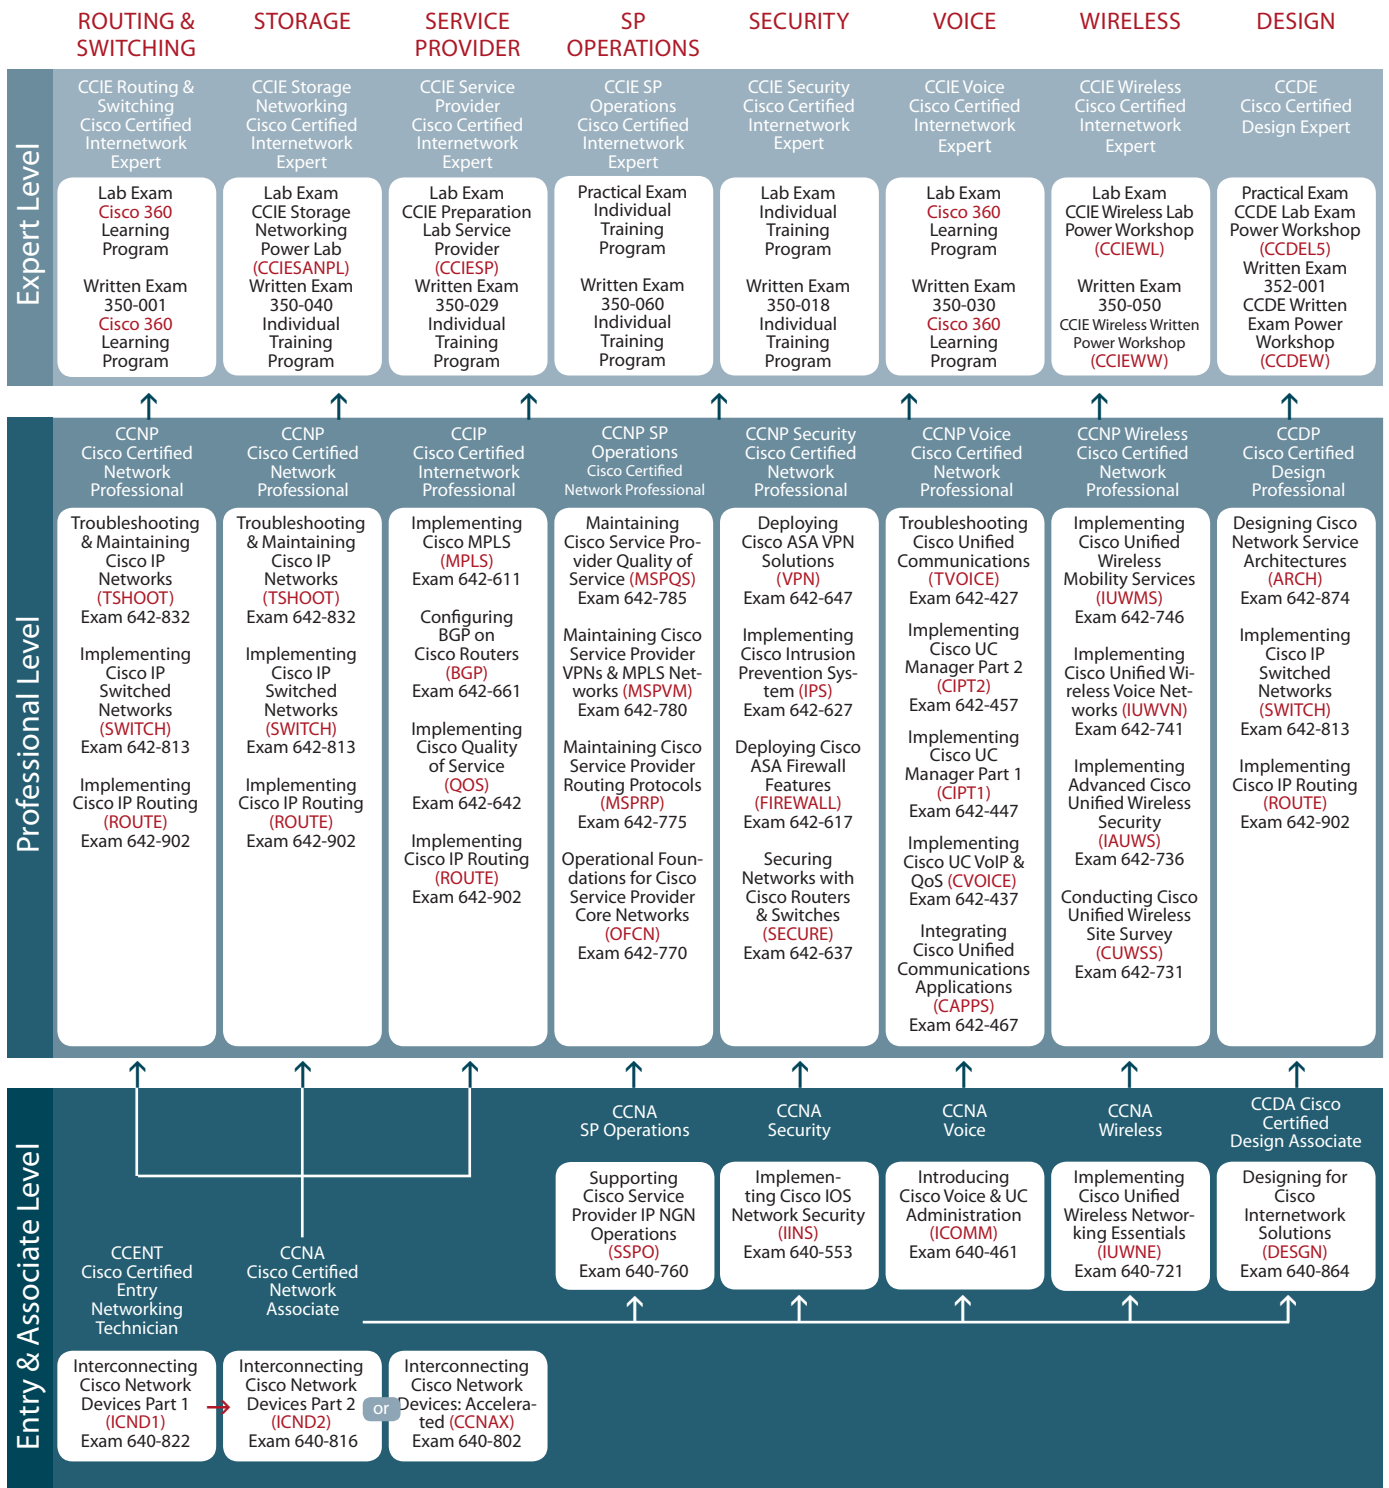 ROUTING &
SWITCHING
STORAGE
SERVICE
PROVIDER
SP
OPERATIONS
SECURITY
VOICE
WIRELESS
DESIGN
Expert Level
CCIE Routing &
Switching
Cisco Certified
Internetwork
Expert
Lab Exam
Cisco 360
Learning
Program
Written Exam
350-001
Cisco 360
Learning
Program
CCIE Storage
Networking
Cisco Certified
Internetwork
Expert
Lab Exam
CCIE Storage
Networking
Power Lab
(CCIESANPL)
Written Exam
350-040
Individual
Training
Program
CCIE Service
Provider
Cisco Certified
Internetwork
Expert
Lab Exam
CCIE Preparation
Lab Service
Provider
(CCIESP)
Written Exam
350-029
Individual
Training
Program
CCIE SP
Operations
Cisco Certified
Internetwork
Expert
Practical Exam
Individual
Training
Program
Written Exam
350-060
Individual
Training
Program
CCIE Security
Cisco Certified
Internetwork
Expert
Lab Exam
Individual
Training
Program
Written Exam
350-018
Individual
Training
Program
CCIE Voice
Cisco Certified
Internetwork
Expert
Lab Exam
Cisco 360
Learning
Program
Written Exam
350-030
Cisco 360
Learning
Program
CCIE Wireless
Cisco Certified
Internetwork
Expert
Lab Exam
CCIE Wireless Lab
Power Workshop
(CCIEWL)
Written Exam
350-050
CCIE Wireless Written
Power Workshop
(CCIEWW)
CCDE
Cisco Certified
Design Expert
Practical Exam
CCDE Lab Exam
Power Workshop
(CCDEL5)
Written Exam
352-001
CCDE Written
Exam Power
Workshop
(CCDEW)
Professional Level
CCNP
Cisco Certified
Network
Professional
Troubleshooting
& Maintaining
Cisco IP
Networks
(TSHOOT)
Exam 642-832
Implementing
Cisco IP
Switched
Networks
(SWITCH)
Exam 642-813
Implementing
Cisco IP Routing
(ROUTE)
Exam 642-902
CCNP
Cisco Certified
Network
Professional
Troubleshooting
& Maintaining
Cisco IP
Networks
(TSHOOT)
Exam 642-832
Implementing
Cisco IP
Switched
Networks
(SWITCH)
Exam 642-813
Implementing
Cisco IP Routing
(ROUTE)
Exam 642-902
CCIP
Cisco Certified
Internetwork
Professional
Implementing
Cisco MPLS
(MPLS)
Exam 642-611
Configuring
BGP on
Cisco Routers
(BGP)
Exam 642-661
Implementing
Cisco Quality
of Service
(QOS)
Exam 642-642
Implementing
Cisco IP Routing
(ROUTE)
Exam 642-902
CCNP SP
Operations
Cisco Certified
Network Professional
Maintaining
Cisco Service Pro-
vider Quality of
Service (MSPQS)
Exam 642-785
Maintaining Cisco
Service Provider
VPNs & MPLS Net-
works (MSPVM)
Exam 642-780
Maintaining Cisco
Service Provider
Routing Protocols
(MSPRP)
Exam 642-775
Operational Foun-
dations for Cisco
Service Provider
Core Networks
(OFCN)
Exam 642-770
CCNP Security
Cisco Certified
Network
Professional
Deploying
Cisco ASA VPN
Solutions
(VPN)
Exam 642-647
Implementing
Cisco Intrusion
Prevention Sys-
tem (IPS)
Exam 642-627
Deploying Cisco
ASA Firewall
Features
(FIREWALL)
Exam 642-617
Securing
Networks with
Cisco Routers
& Switches
(SECURE)
Exam 642-637
CCNP Voice
Cisco Certified
Network
Professional
Troubleshooting
Cisco Unified
Communications
(TVOICE)
Exam 642-427
Implementing
Cisco UC
Manager Part 2
(CIPT2)
Exam 642-457
Implementing
Cisco UC
Manager Part 1
(CIPT1)
Exam 642-447
Implementing
Cisco UC VoIP &
QoS (CVOICE)
Exam 642-437
Integrating
Cisco Unified
Communications
Applications
(CAPPS)
Exam 642-467
CCNP Wireless
Cisco Certified
Network
Professional
Implementing
Cisco Unified
Wireless
Mobility Services
(IUWMS)
Exam 642-746
Implementing
Cisco Unified Wi-
reless Voice Net-
works (IUWVN)
Exam 642-741
Implementing
Advanced Cisco
Unified Wireless
Security
(IAUWS)
Exam 642-736
Conducting Cisco
Unified Wireless
Site Survey
(CUWSS)
Exam 642-731
CCDP
Cisco Certified
Design
Professional
Designing Cisco
Network Service
Architectures
(ARCH)
Exam 642-874
Implementing
Cisco IP
Switched
Networks
(SWITCH)
Exam 642-813
Implementing
Cisco IP Routing
(ROUTE)
Exam 642-902
Entry & Associate Level
CCENT
Cisco Certified
Entry
Networking
Technician
Interconnecting
Cisco Network
Devices Part 1
(ICND1)
Exam 640-822
CCNA
Cisco Certified
Network
Associate
Interconnecting
Cisco Network
Devices Part 2
(ICND2)
Exam 640-816
or
Interconnecting
Cisco Network
Devices: Accelera-
ted (CCNAX)
Exam 640-802
CCNA
SP Operations
Supporting
Cisco Service
Provider IP NGN
Operations
(SSPO)
Exam 640-760
CCNA
Security
Implemen-
ting Cisco IOS
Network Security
(IINS)
Exam 640-553
CCNA
Voice
Introducing
Cisco Voice & UC
Administration
(ICOMM)
Exam 640-461
CCNA
Wireless
Implementing
Cisco Unified
Wireless Networ-
king Essentials
(IUWNE)
Exam 640-721
CCDA Cisco
Certified
Design Associate
Designing for
Cisco
Internetwork
Solutions
(DESGN)
Exam 640-864